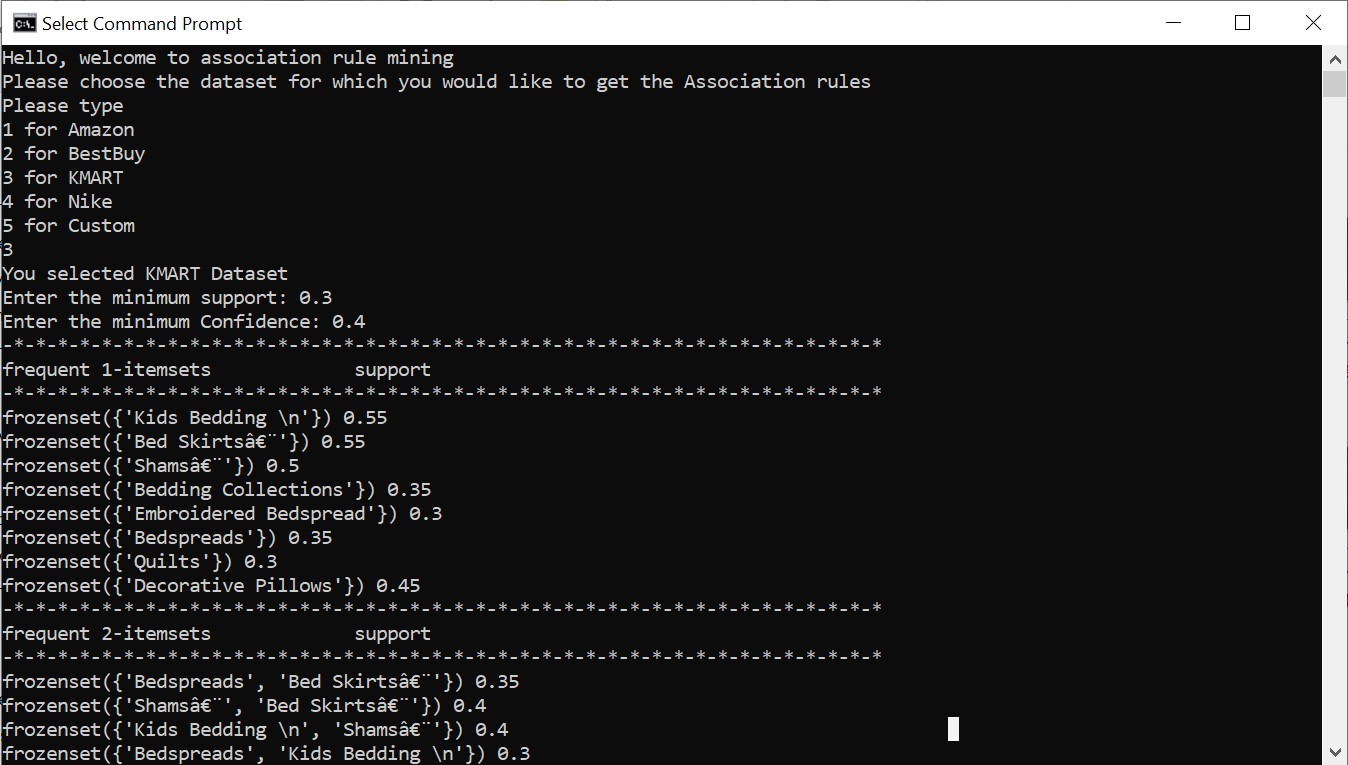 Select Command Prompt
Hello, welcome to association rule mining
Please choose the dataset for which you would like to get the Association rules
Please type
1 for Amazon
2 for BestBuy
3 for KMART
4 for Nike
5 for Custom
3
You selected KMART Dataset
Enter the minimum support: 0.3
Enter the minimum Confidence: 0.4
-*-*-*-*-*-*-*-*-*-*-*-*-*-*-*-*-*-*-*-*-*-*-*-*-*-*-*-*-*-*-*-*-*-*-*-*-*-*-*-*
frequent 1-itemsets             support
-*-*-*-*-*-*-*-*-*-*-*-*-*-*-*-*-*-*-*-*-*-*-*-*-*-*-*-*-*-*-*-*-*-*-*-*-*-*-*-*
frozenset({'Kids Bedding \n'}) 0.55
frozenset({'Bed Skirtsâ€¨'}) 0.55
frozenset({'Shamsâ€¨'}) 0.5
frozenset({'Bedding Collections'}) 0.35
frozenset({'Embroidered Bedspread'}) 0.3
frozenset({'Bedspreads'}) 0.35
frozenset({'Quilts'}) 0.3
frozenset({'Decorative Pillows'}) 0.45
-*-*-*-*-*-*-*-*-*-*-*-*-*-*-*-*-*-*-*-*-*-*-*-*-*-*-*-*-*-*-*-*-*-*-*-*-*-*-*-*
frequent 2-itemsets             support
-*-*-*-*-*-*-*-*-*-*-*-*-*-*-*-*-*-*-*-*-*-*-*-*-*-*-*-*-*-*-*-*-*-*-*-*-*-*-*-*
frozenset({'Bedspreads', 'Bed Skirtsâ€¨'}) 0.35
frozenset({'Shamsâ€¨', 'Bed Skirtsâ€¨'}) 0.4
frozenset({'Kids Bedding \n', 'Shamsâ€¨'}) 0.4
frozenset({'Bedspreads', 'Kids Bedding \n'}) 0.3